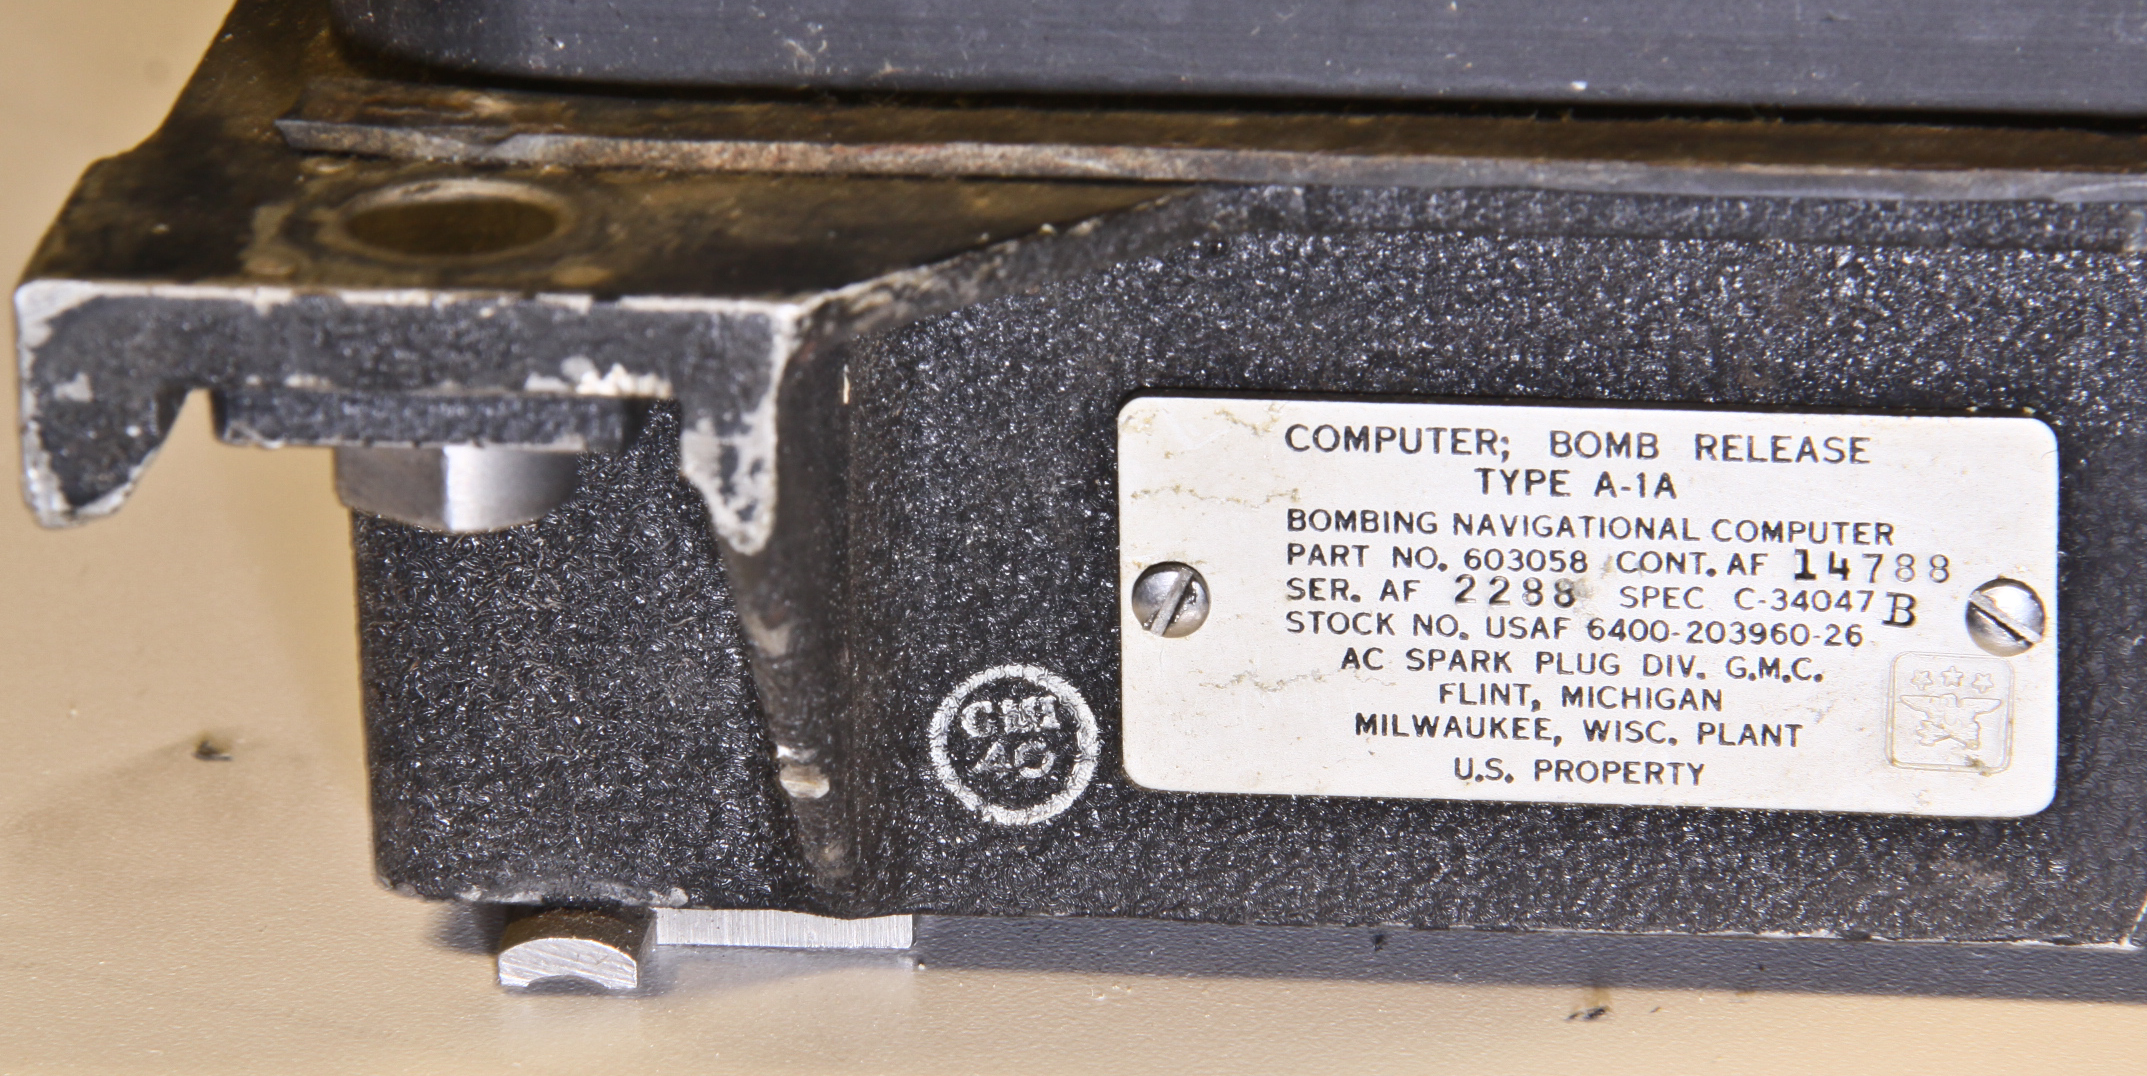 COMPUTER; BOMB RELEASE
TYPE A-1A
BOMBING NAVIGATIONAL COMPUTER
PART NO. 603058 CONT. AF 14788
SER. AF 2288 SPEC C-34047 B
STOCK NO. USAF 6400-203960-26
AC SPARK PLUG DIV. G.M.C.
FLINT, MICHIGAN
MILWAUKEE, WISC. PLANT
U.S. PROPERTY